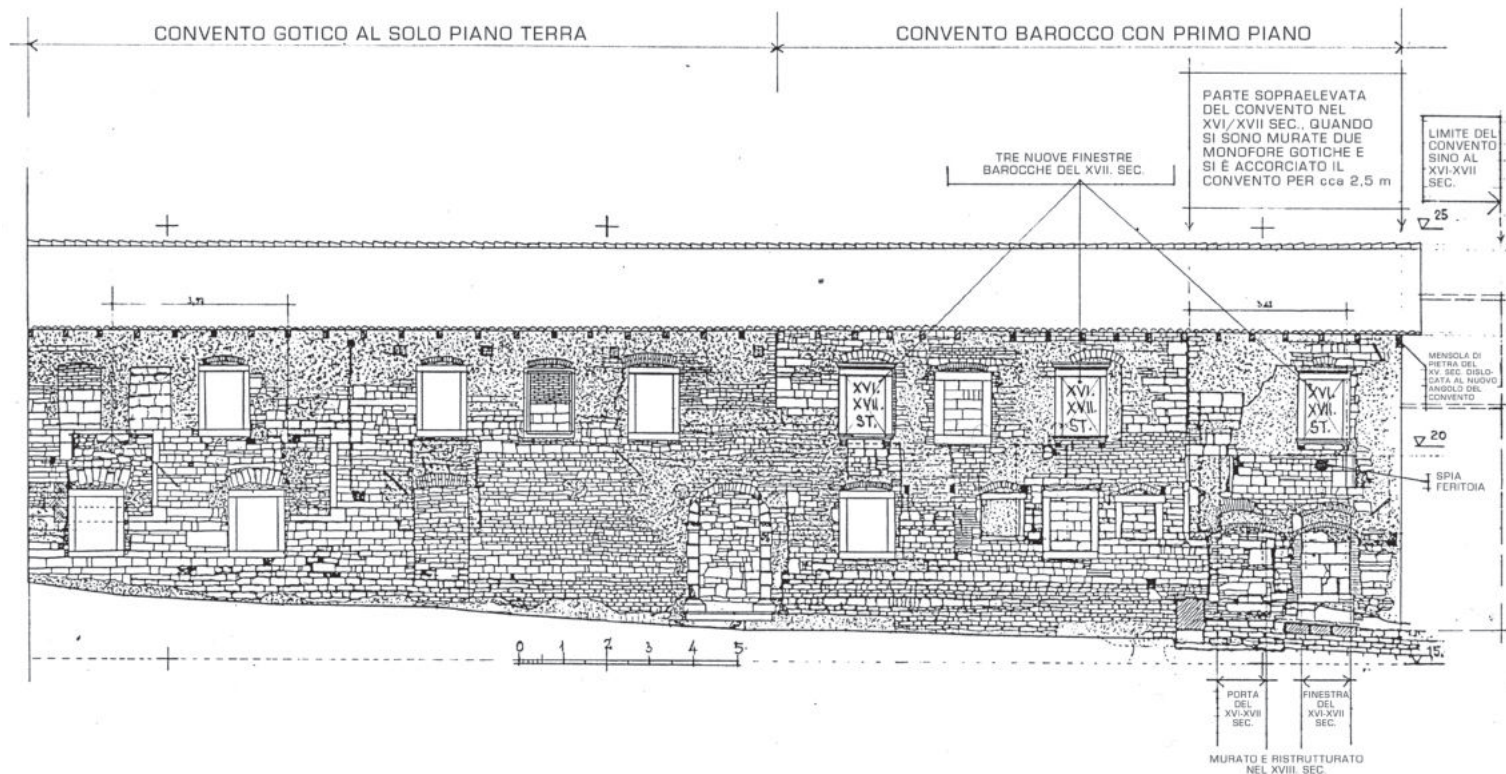 CONVENTO GOTICO AL SOLO PIANO TERRA
CONVENTO BAROCCO CON PRIMO PIANO
PARTE SOPRAELEVATA
DEL CONVENTO NEL
XVI/XVII SEC., QUANDO
SI SONO MURATE DUE
MONOFORE GOTICHE E
SI È ACCORCIATO IL
CONVENTO PER cca 2,5 m
LIMITE DEL
CONVENTO
SINO AL
XVI-XVII
SEC.
TRE NUOVE FINESTRE
BAROCCHE DEL XVII. SEC.
25
MENSOLA DI
PIETRA DEL
XV. SEC. DISLO-
CATA AL NUOVO
ANGOLO DEL
CONVENTO
XVI.
XVII.
ST.
XVI.
XVII.
ST.
XVI.
XVII.
ST.
20
SPIA
FERITOIA
0 1 2 3 4 5
15.
PORTA
DEL
XVI-XVII
SEC.
FINESTRA
DEL
XVI-XVII
SEC.
MURATO E RISTRUTTURATO
NEL XVIII. SEC.